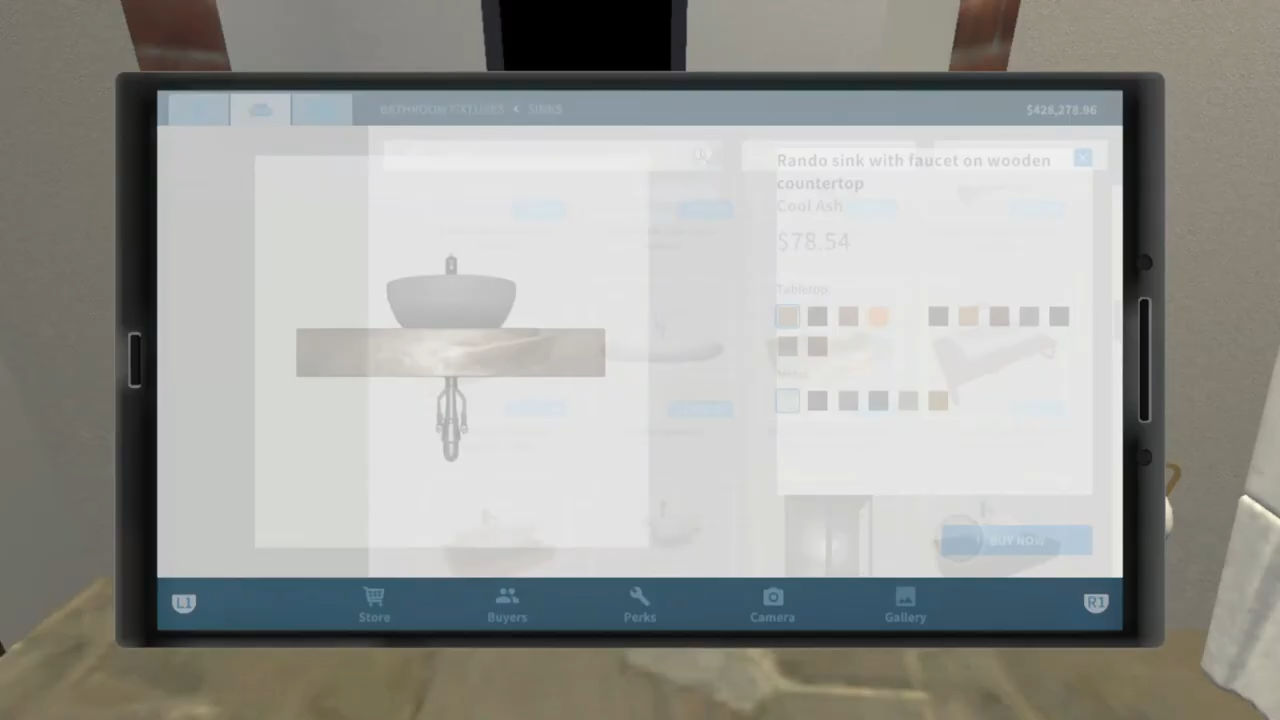 BATHROOM FIXTURES < SINKS
$428,278.96
Rando sink with faucet on wooden
countertop
Cool Ash
$78.54
Tabletop
BUY NOW
L1
Store
Buyers
Perks
Camera
Gallery
R1